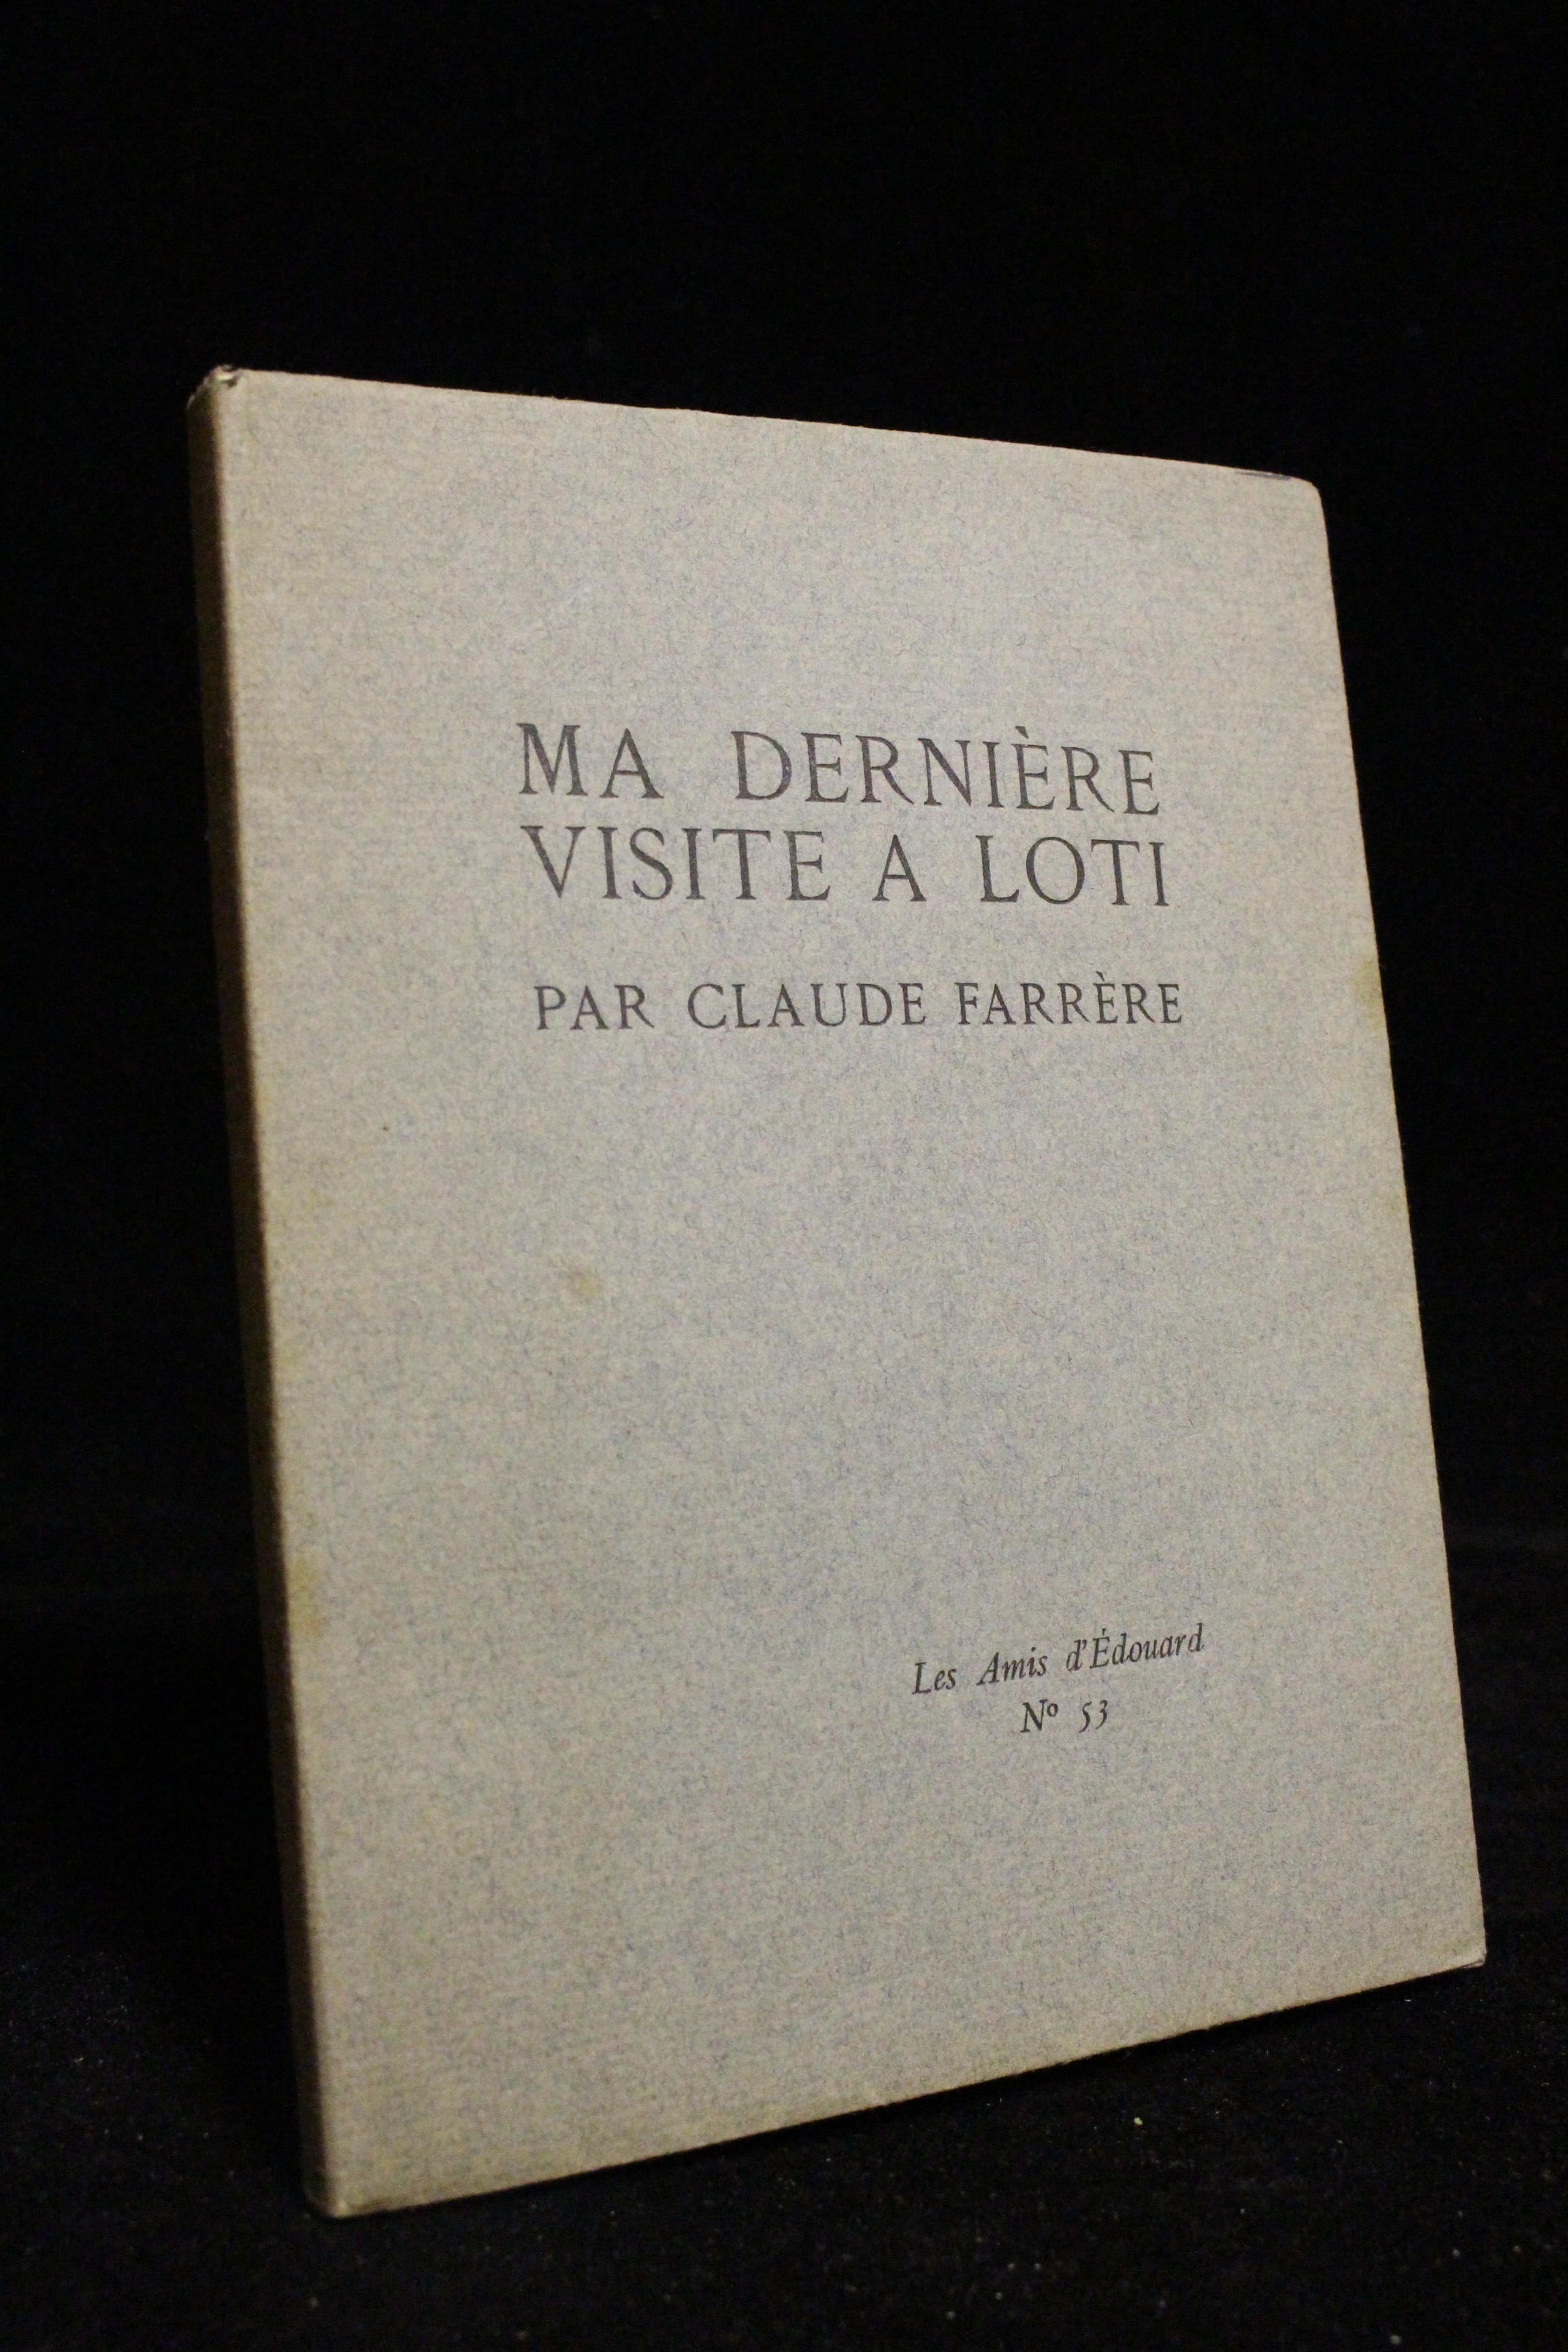 MA DERNIÈRE
VISITE A LOTI
PAR CLAUDE FARRÈRE
Les Amis d'Édouard
Nº 53